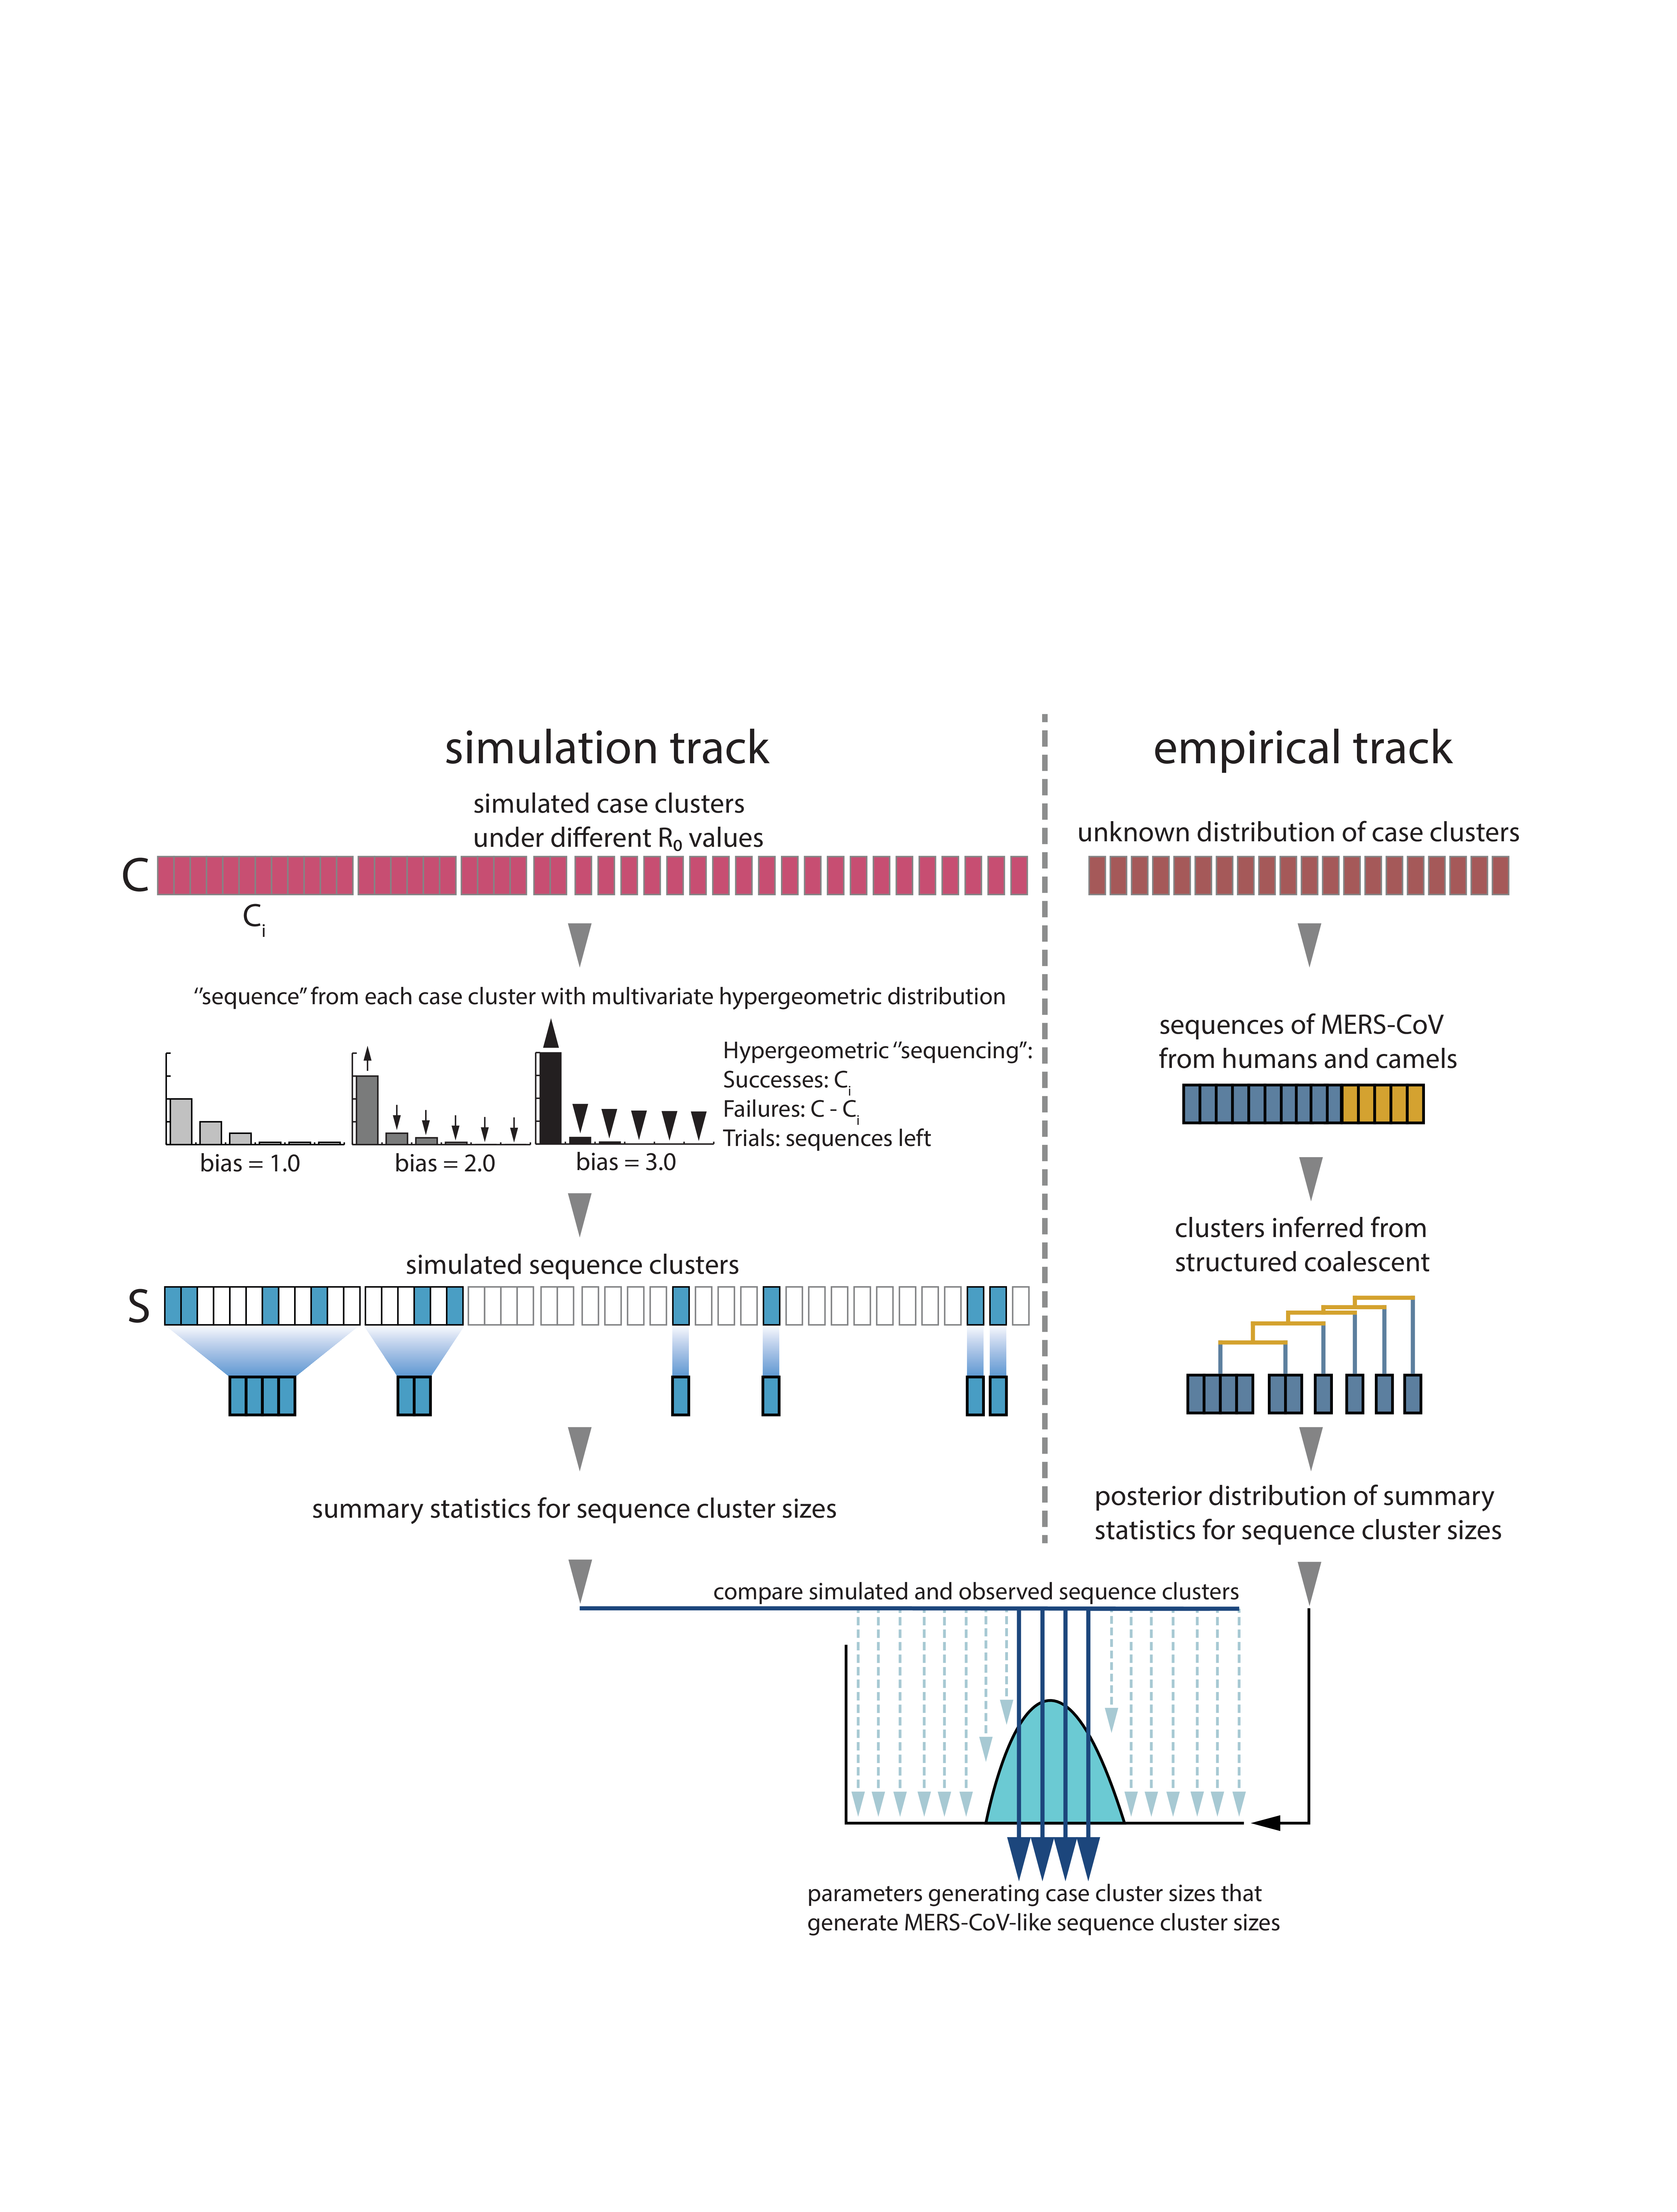 simulation track
empirical track
simulated case clusters
under different R₀ values
unknown distribution of case clusters
C
Cᵢ
‘’sequence’’ from each case cluster with multivariate hypergeometric distribution
sequences of MERS-CoV
from humans and camels
Hypergeometric ‘’sequencing’’:
Successes: Cᵢ
Failures: C - Cᵢ
Trials: sequences left
bias = 1.0
bias = 2.0
bias = 3.0
clusters inferred from
structured coalescent
simulated sequence clusters
S
summary statistics for sequence cluster sizes
posterior distribution of summary
statistics for sequence cluster sizes
compare simulated and observed sequence clusters
parameters generating case cluster sizes that
generate MERS-CoV-like sequence cluster sizes